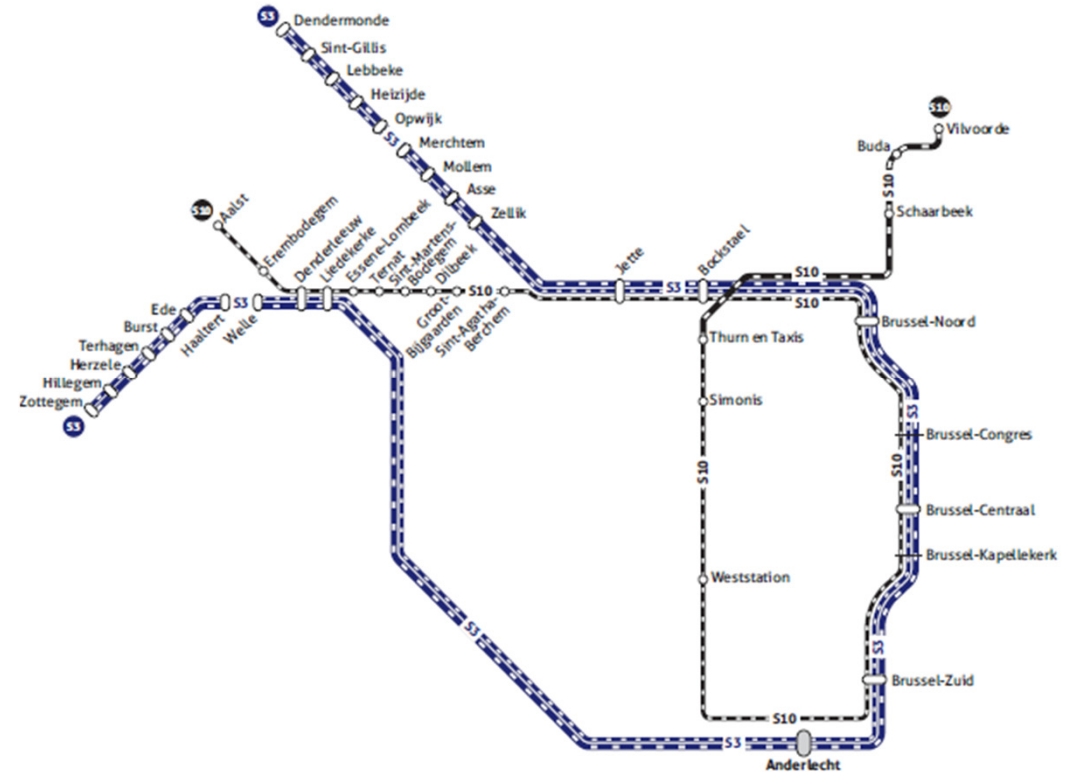 S3
Dendermonde
Sint-Gillis
Lebbeke
Heizijde
Opwijk
S3
Merchtem
Mollem
Asse
Zellik
S10
Vilvoorde
Buda
S10
Schaarbeek
S10
Aalst
Erembodegem
Denderleeuw
Liedekerke
Essene-Lombeek
Ternat
Sint-Martens-
Bodegem
Dilbeek
S10
Groot-
Bijgaarden
Sint-Agatha-
Berchem
Jette
S3
Bockstael
S10
S10
Ede
Burst
Terhagen
Herzele
Hillegem
Zottegem
S3
Haaltert
S3
Welle
Brussel-Noord
Thurn en Taxis
Simonis
S10
Weststation
S3
Brussel-Congres
S10
Brussel-Centraal
Brussel-Kapellekerk
S3
S3
Brussel-Zuid
S10
S3
Anderlecht